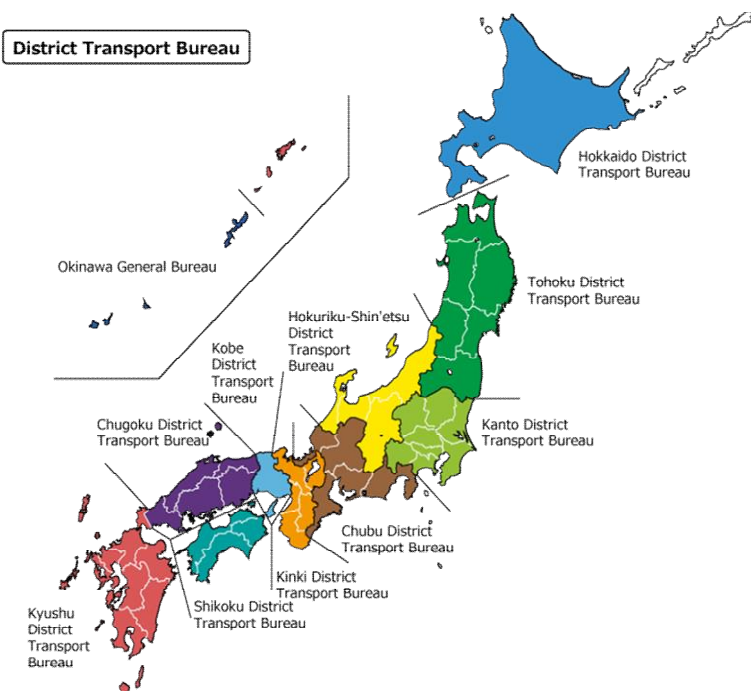 District Transport Bureau
Hokkaido District
Transport Bureau
Okinawa General Bureau
Tohoku District
Transport Bureau
Hokuriku-Shin'etsu
District
Transport
Bureau
Kobe
District
Transport
Bureau
Chugoku District
Transport Bureau
Kanto District
Transport Bureau
Chubu District
Transport Bureau
Kinki District
Transport Bureau
Shikoku District
Transport Bureau
Kyushu
District
Transport
Bureau